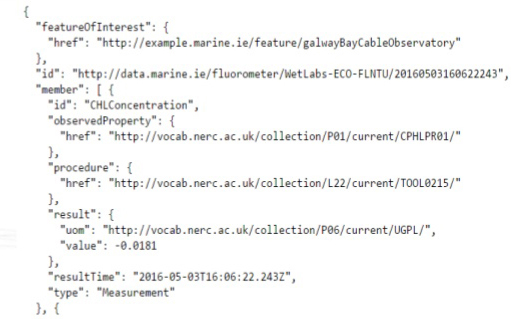 {
"featureOfInterest": {
"href": "http://example.marine.ie/feature/galwayBayCableObservatory"
},
"id": "http://data.marine.ie/fluorometer/WetLabs-ECO-FLNTU/20160503160622243",
"member": [ {
"id": "CHLConcentration",
"observedProperty": {
"href": "http://vocab.nerc.ac.uk/collection/P01/current/CPHLPR01/"
},
"procedure": {
"href": "http://vocab.nerc.ac.uk/collection/L22/current/TOOL0215/"
},
"result": {
"uom": "http://vocab.nerc.ac.uk/collection/P06/current/UGPL/",
"value": -0.0181
},
"resultTime": "2016-05-03T16:06:22.243Z",
"type": "Measurement"
}, {